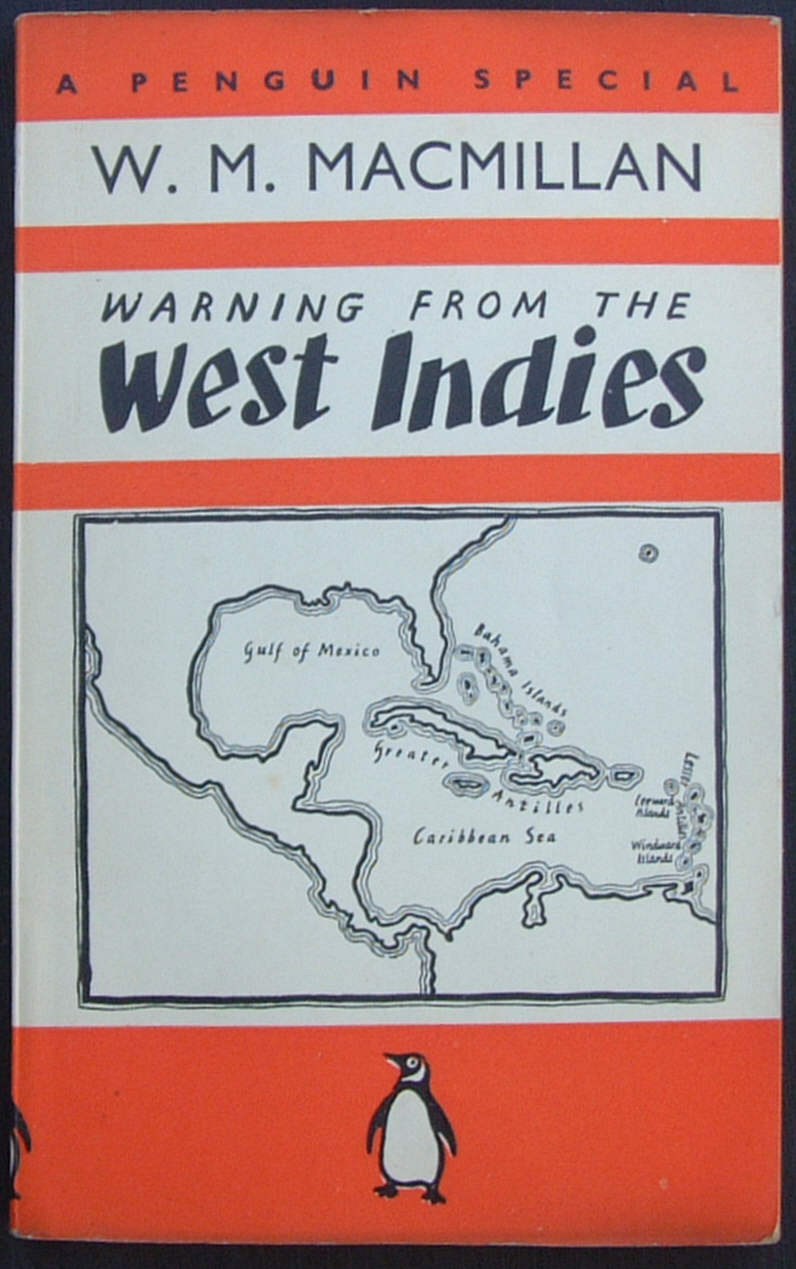 A PENGUIN SPECIAL
W. M. MACMILLAN
WARNING FROM THE
West Indies
Gulf of Mexico
Bahama Islands
Greater Antilles
Caribbean Sea
Lesser Antilles
Leeward
Islands
Windward
Islands